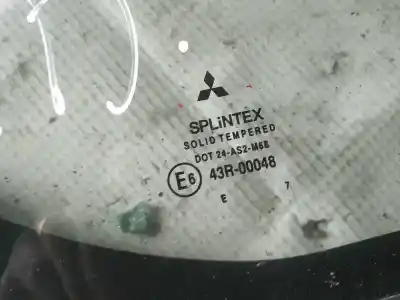 SPLiNTEX
SOLID TEMPERED
DOT 24-AS2-M68
E6 43R-00048
E 7